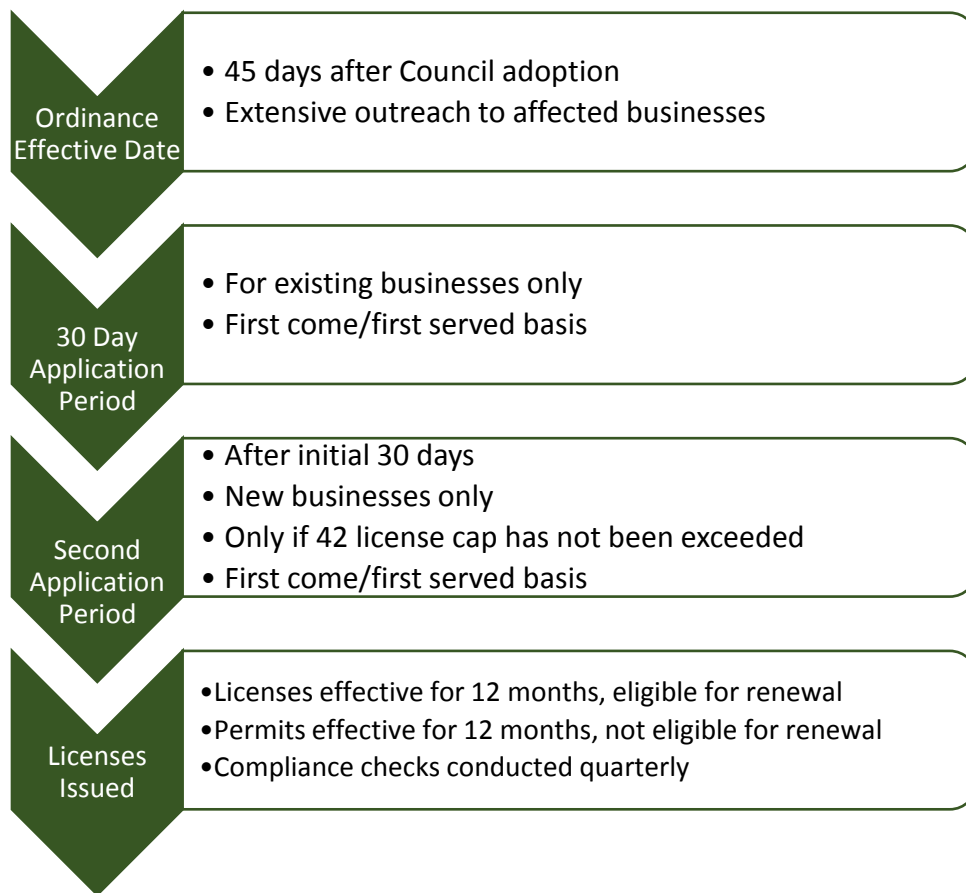 Ordinance
Effective Date
• 45 days after Council adoption
• Extensive outreach to affected businesses
30 Day
Application
Period
• For existing businesses only
• First come/first served basis
Second
Application
Period
• After initial 30 days
• New businesses only
• Only if 42 license cap has not been exceeded
• First come/first served basis
Licenses
Issued
•Licenses effective for 12 months, eligible for renewal
•Permits effective for 12 months, not eligible for renewal
•Compliance checks conducted quarterly